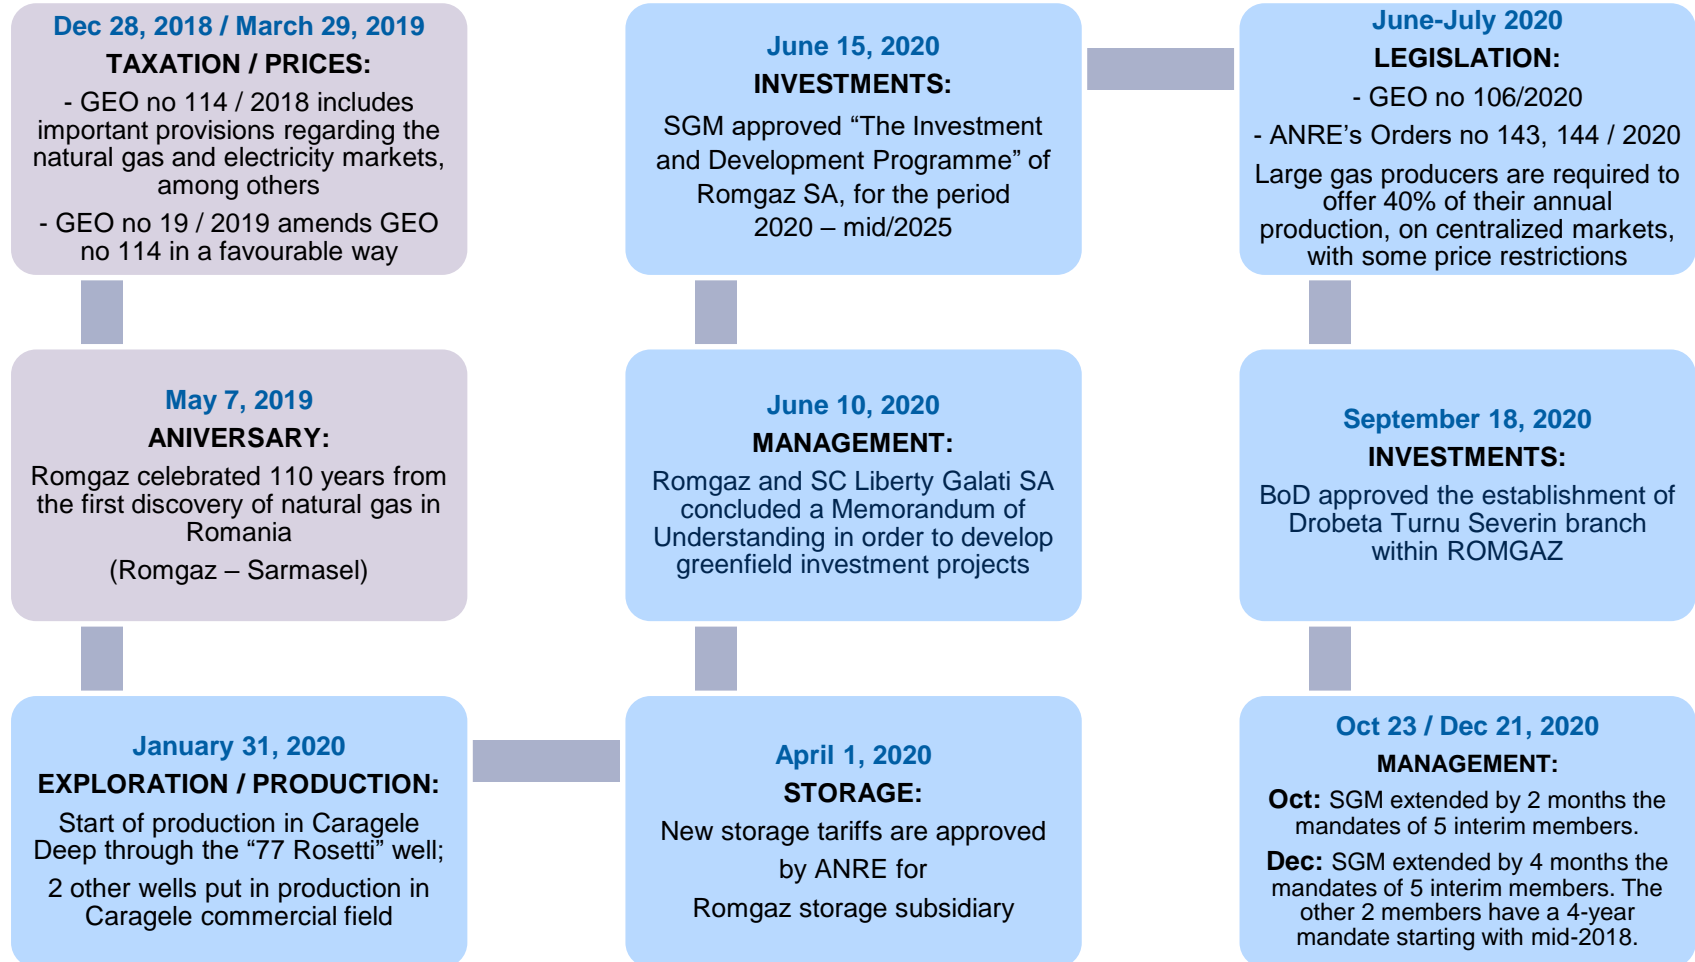 Dec 28, 2018 / March 29, 2019
TAXATION / PRICES:
- GEO no 114 / 2018 includes
important provisions regarding the
natural gas and electricity markets,
among others
- GEO no 19 / 2019 amends GEO
no 114 in a favourable way
May 7, 2019
ANIVERSARY:
Romgaz celebrated 110 years from
the first discovery of natural gas in
Romania
(Romgaz – Sarmasel)
January 31, 2020
EXPLORATION / PRODUCTION:
Start of production in Caragele
Deep through the “77 Rosetti” well;
2 other wells put in production in
Caragele commercial field
April 1, 2020
STORAGE:
New storage tariffs are approved
by ANRE for
Romgaz storage subsidiary
June 10, 2020
MANAGEMENT:
Romgaz and SC Liberty Galati SA
concluded a Memorandum of
Understanding in order to develop
greenfield investment projects
June 15, 2020
INVESTMENTS:
SGM approved “The Investment
and Development Programme” of
Romgaz SA, for the period
2020 – mid/2025
June-July 2020
LEGISLATION:
- GEO no 106/2020
- ANRE’s Orders no 143, 144 / 2020
Large gas producers are required to
offer 40% of their annual
production, on centralized markets,
with some price restrictions
September 18, 2020
INVESTMENTS:
BoD approved the establishment of
Drobeta Turnu Severin branch
within ROMGAZ
Oct 23 / Dec 21, 2020
MANAGEMENT:
Oct: SGM extended by 2 months the
mandates of 5 interim members.
Dec: SGM extended by 4 months the
mandates of 5 interim members. The
other 2 members have a 4-year
mandate starting with mid-2018.